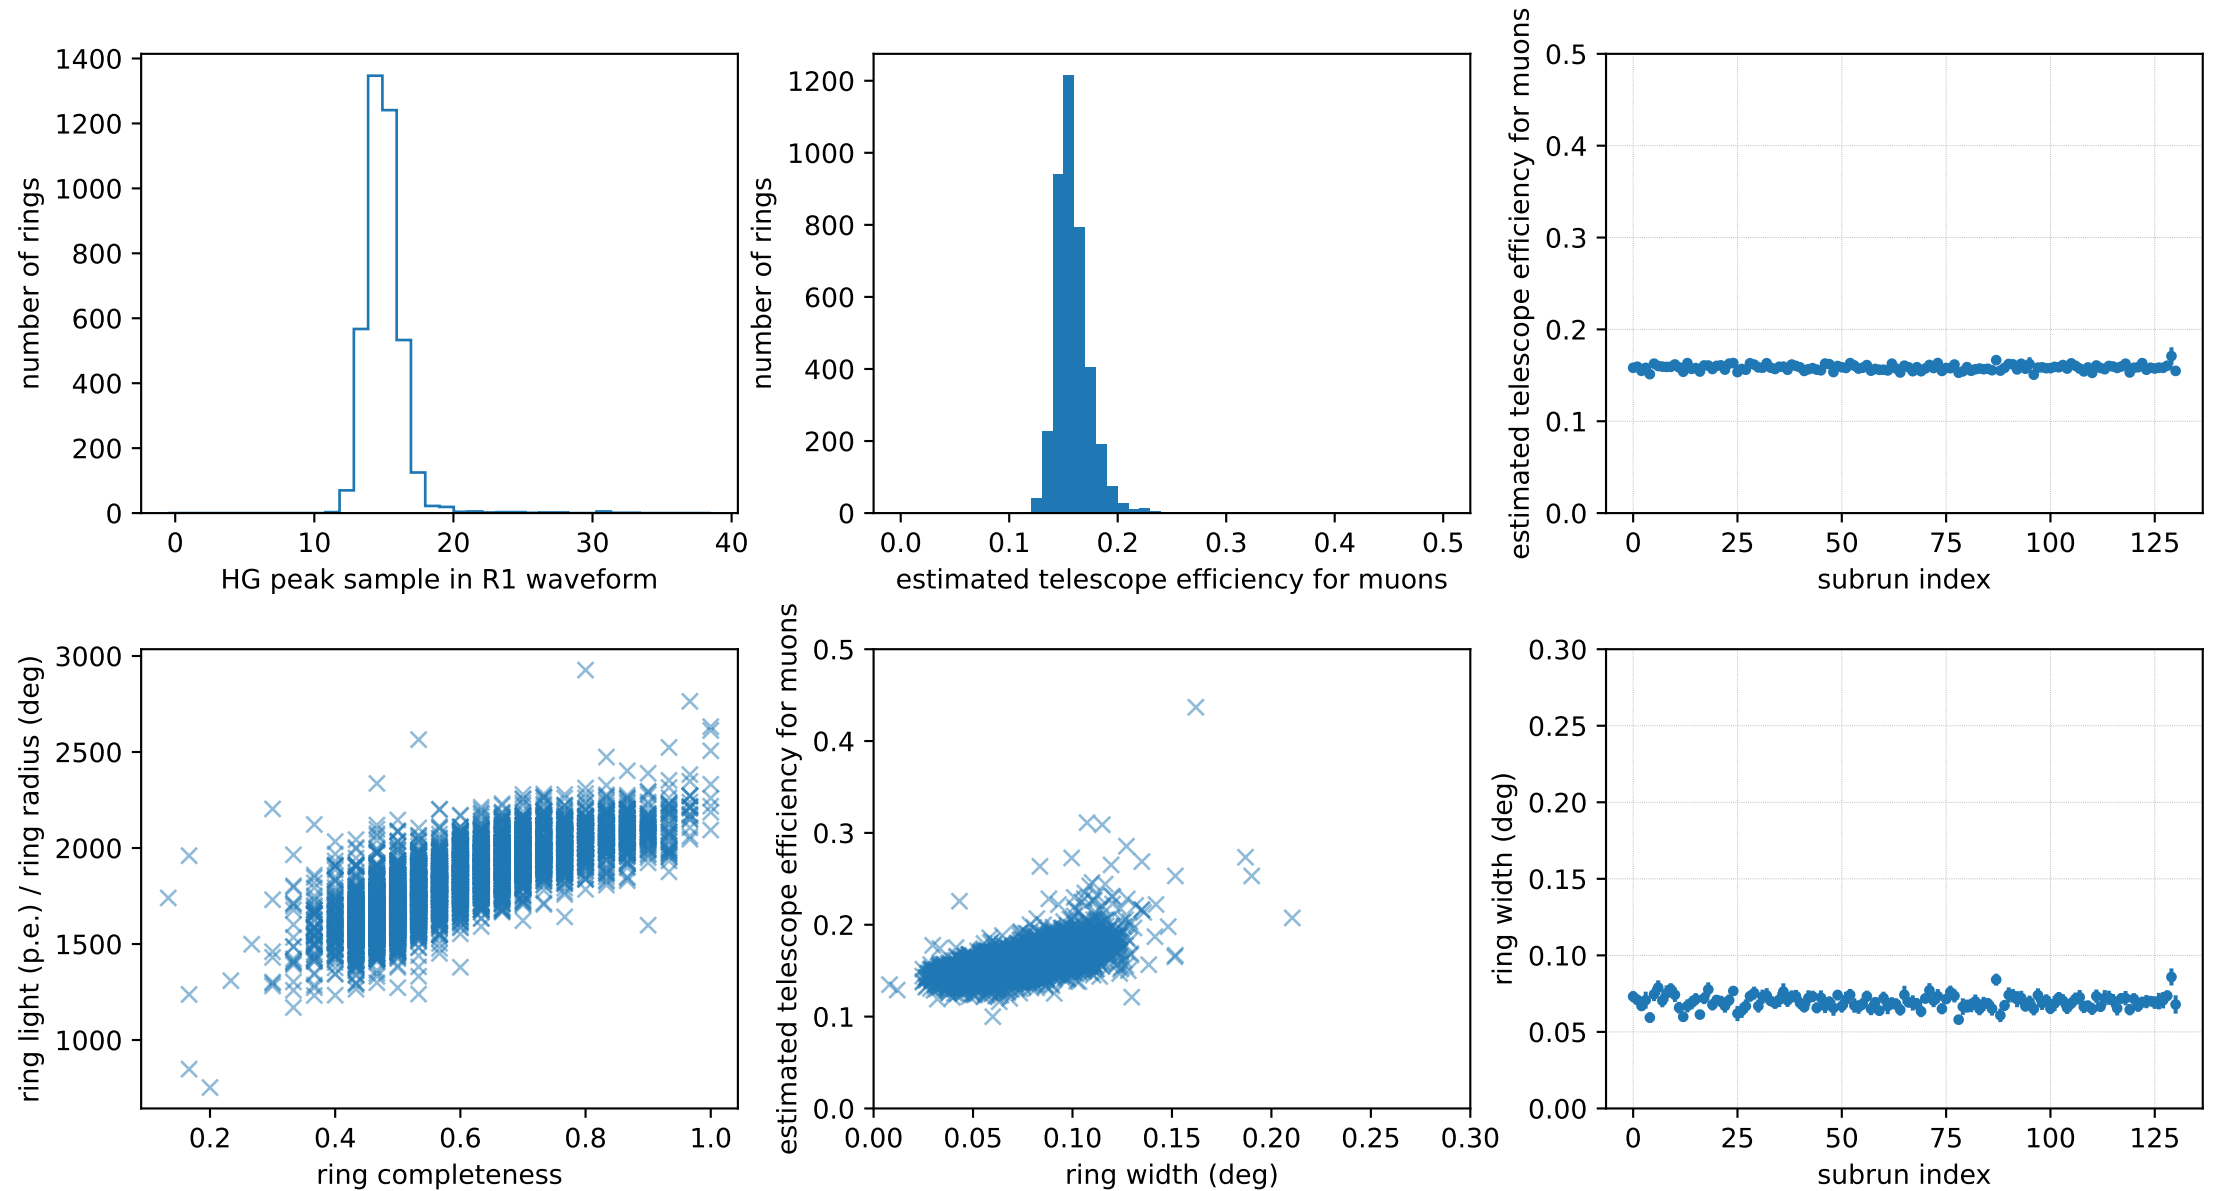 1400
1200
1000
800
600
400
200
0
number of rings
0 10 20 30 40
HG peak sample in R1 waveform
1200
1000
800
600
400
200
0
number of rings
0.0 0.1 0.2 0.3 0.4 0.5
estimated telescope efficiency for muons
0.5
0.4
0.3
0.2
0.1
0.0
estimated telescope efficiency for muons
0 25 50 75 100 125
subrun index
3000
2500
2000
1500
1000
ring light (p.e.) / ring radius (deg)
0.2 0.4 0.6 0.8 1.0
ring completeness
0.5
0.4
0.3
0.2
0.1
0.0
estimated telescope efficiency for muons
0.00 0.05 0.10 0.15 0.20 0.25 0.30
ring width (deg)
0.30
0.25
0.20
0.15
0.10
0.05
0.00
ring width (deg)
0 25 50 75 100 125
subrun index